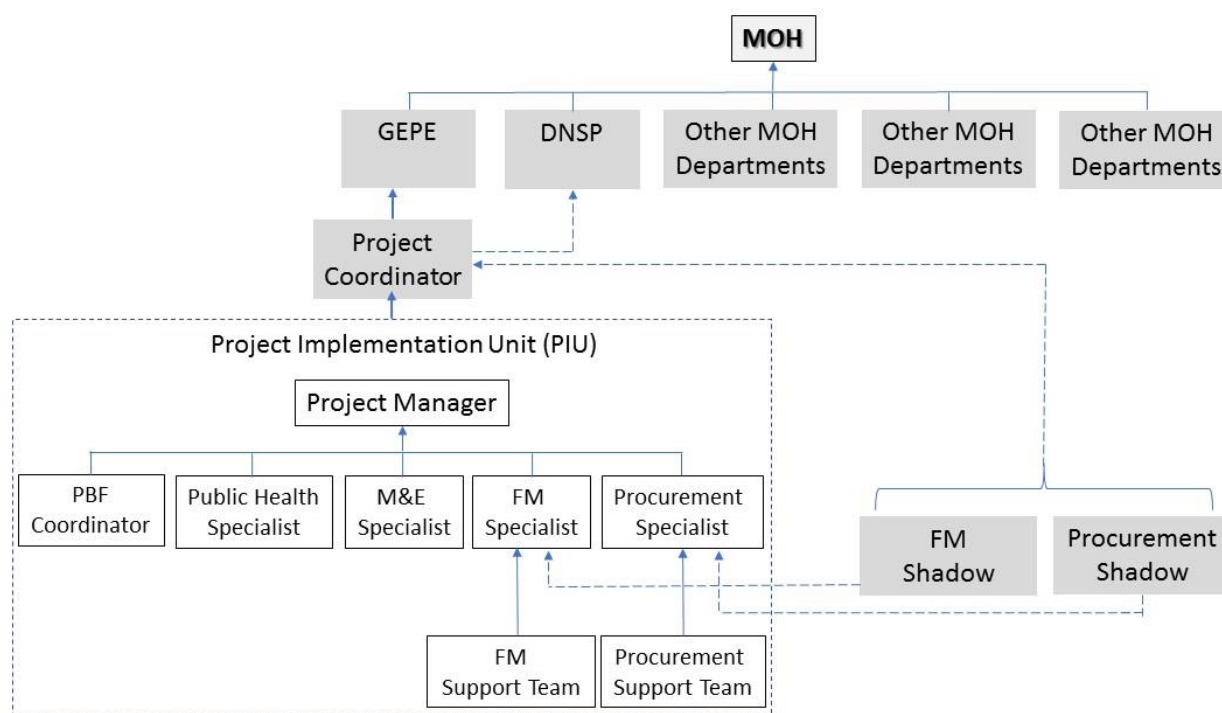 MOH
GEPE
DNSP
Other MOH
Departments
Other MOH
Departments
Other MOH
Departments
Project
Coordinator
Project Implementation Unit (PIU)
Project Manager
PBF
Coordinator
Public Health
Specialist
M&E
Specialist
FM
Specialist
Procurement
Specialist
FM
Shadow
Procurement
Shadow
FM
Support Team
Procurement
Support Team